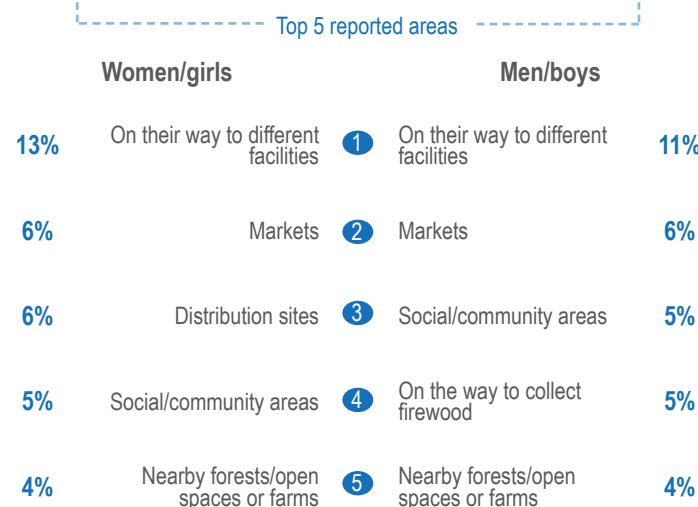 Top 5 reported areas
Women/girls Men/boys
13% On their way to different facilities 1 On their way to different facilities 11%
6% Markets 2 Markets 6%
6% Distribution sites 3 Social/community areas 5%
5% Social/community areas 4 On the way to collect firewood 5%
4% Nearby forests/open spaces or farms 5 Nearby forests/open spaces or farms 4%